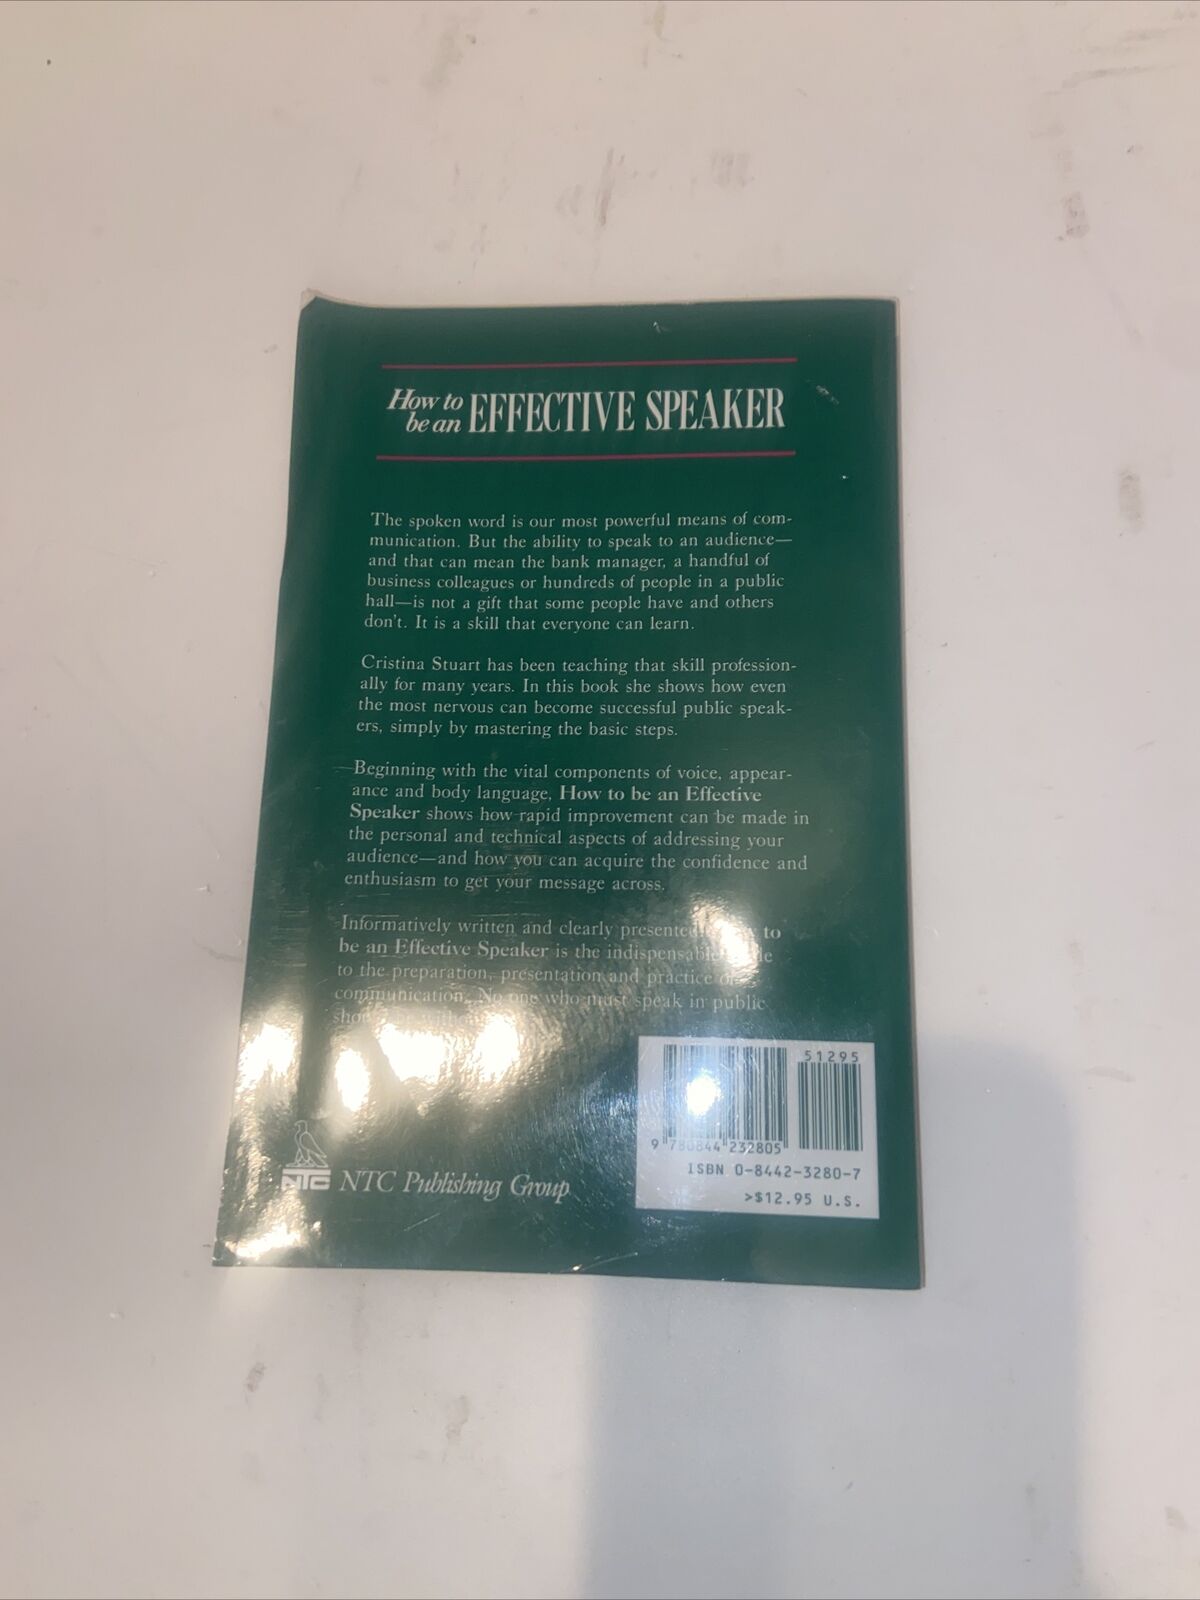 How to
be an EFFECTIVE SPEAKER
The spoken word is our most powerful means of com-
munication. But the ability to speak to an audience—
and that can mean the bank manager, a handful of
business colleagues or hundreds of people in a public
hall—is not a gift that some people have and others
don't. It is a skill that everyone can learn.
Cristina Stuart has been teaching that skill profession-
ally for many years. In this book she shows how even
the most nervous can become successful public speak-
ers, simply by mastering the basic steps.
Beginning with the vital components of voice, appear-
ance and body language, How to be an Effective
Speaker shows how rapid improvement can be made in
the personal and technical aspects of addressing your
audience—and how you can acquire the confidence and
enthusiasm to get your message across.
Informatively written and clearly presented to
be an Effective Speaker is the indispensable
to the preparation, presentation and practice of
communication. No one who must speak in public
51295
9 780844 232805
ISBN 0-8442-3280-7
>$12.95 U.S.
NTC NTC Publishing Group